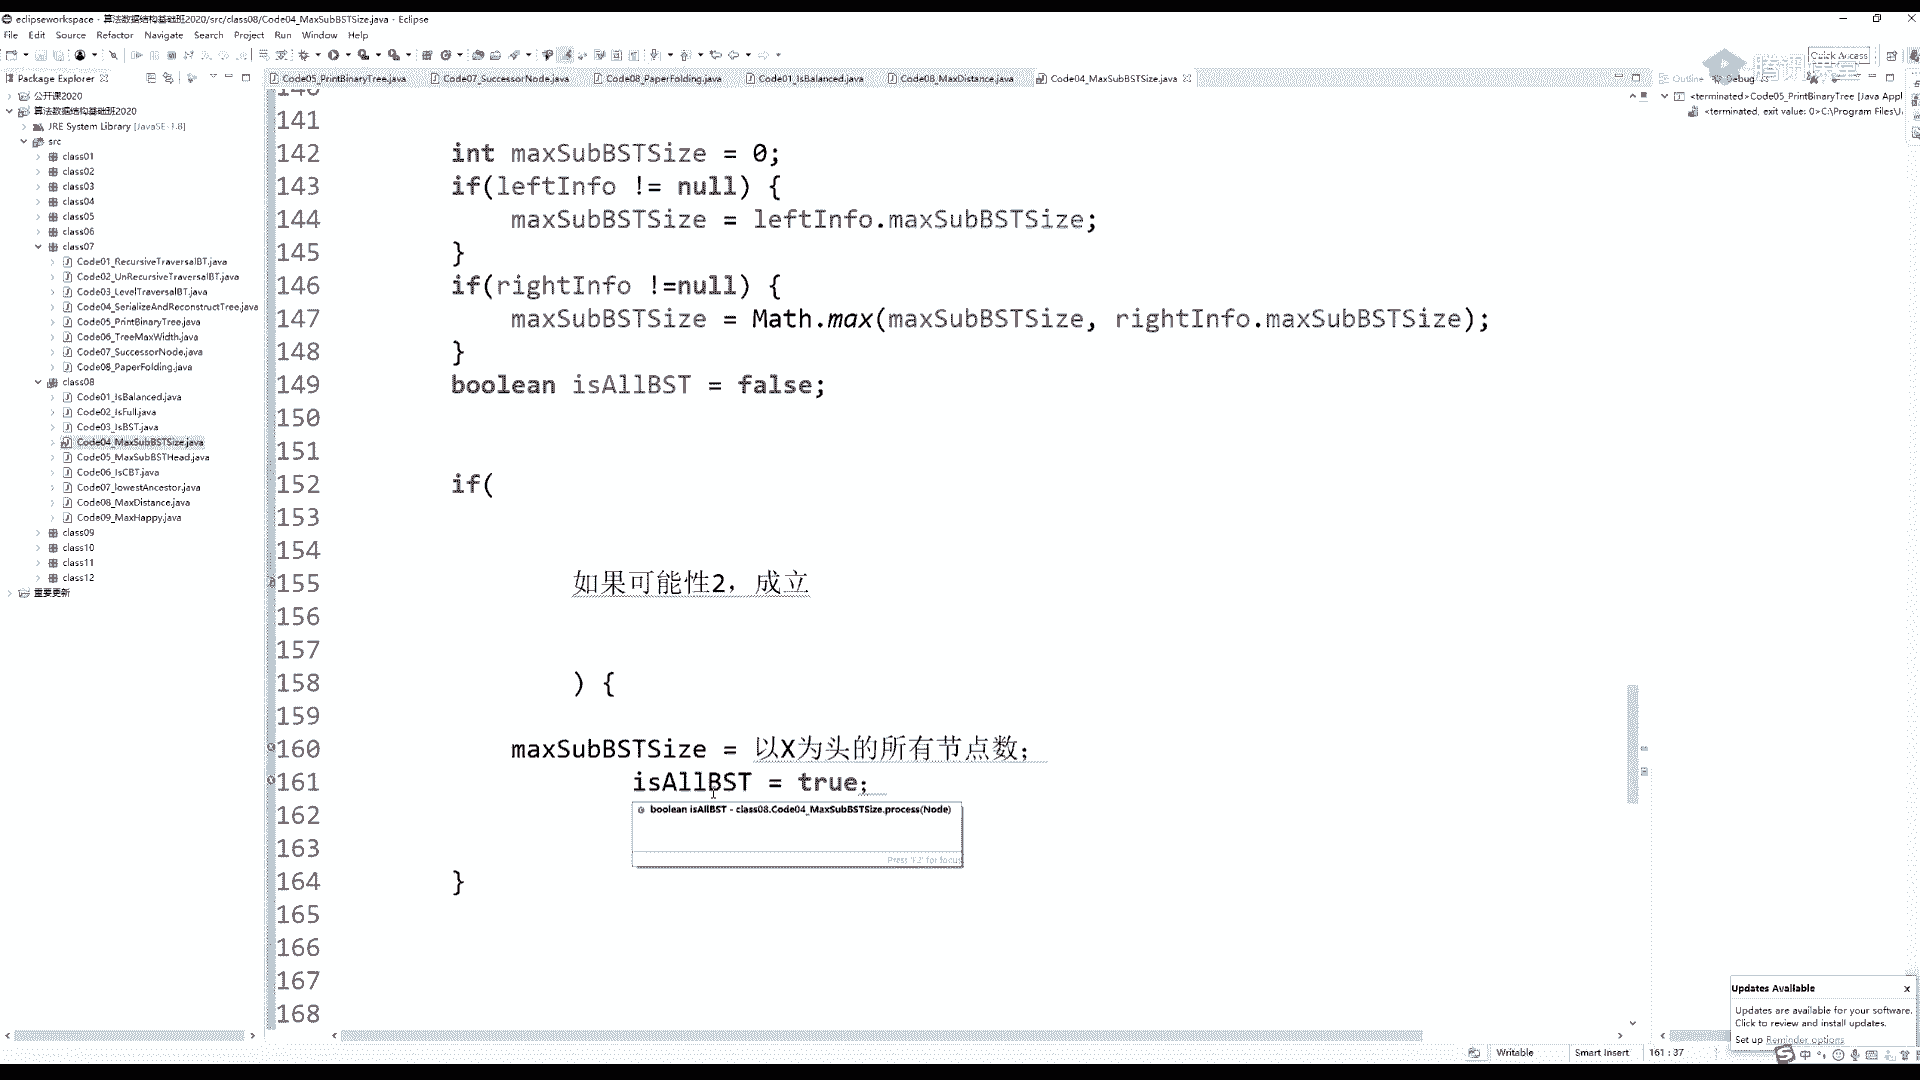 eclipseworkspace - 算法数据结构基础班2020/src/class08/Code04_MaxSubBSTSize.java - Eclipse
File Edit Source Refactor Navigate Search Project Run Window Help
Quick Access
腾讯课堂
Package Explorer
Code05_PrintBinaryTree.java
Code07_SuccessorNode.java
Code08_PaperFolding.java
Code01_IsBalanced.java
Code08_MaxDistance.java
Code04_MaxSubBSTSize.java
Outline
Debug
公开课2020
算法数据结构基础班2020
JRE System Library [JavaSE-1.8]
src
class01
class02
class03
class04
class05
class06
class07
Code01_RecursiveTraversalBT.java
Code02_UnRecursiveTraversalBT.java
Code03_LevelTraversalBT.java
Code04_SerializeAndReconstructTree.java
Code05_PrintBinaryTree.java
Code06_TreeMaxWidth.java
Code07_SuccessorNode.java
Code08_PaperFolding.java
class08
Code01_IsBalanced.java
Code02_IsFull.java
Code03_IsBST.java
Code04_MaxSubBSTSize.java
Code05_MaxSubBSTHead.java
Code06_IsCBT.java
Code07_lowestAncestor.java
Code08_MaxDistance.java
Code09_MaxHappy.java
class09
class10
class11
class12
重要更新
140
141
142 int maxSubBSTSize = 0;
143 if(leftInfo != null) {
144 maxSubBSTSize = leftInfo.maxSubBSTSize;
145 }
146 if(rightInfo !=null) {
147 maxSubBSTSize = Math.max(maxSubBSTSize, rightInfo.maxSubBSTSize);
148 }
149 boolean isAllBST = false;
150
151
152 if(
153
154
155 如果可能性2，成立
156
157
158 ) {
159
160 maxSubBSTSize = 以X为头的所有节点数；
161 isAllBST = true；
162
163
164 }
165
166
167
168
boolean isAllBST - class08.Code04_MaxSubBSTSize.process(Node)
Press 'F2' for focus
<terminated>Code05_PrintBinaryTree [Java Appl
<terminated, exit value: 0>C:\Program Files\J
Updates Available
Updates are available for your software.
Click to review and install updates.
Set up Reminder options
Writable
Smart Insert
161 : 37
中